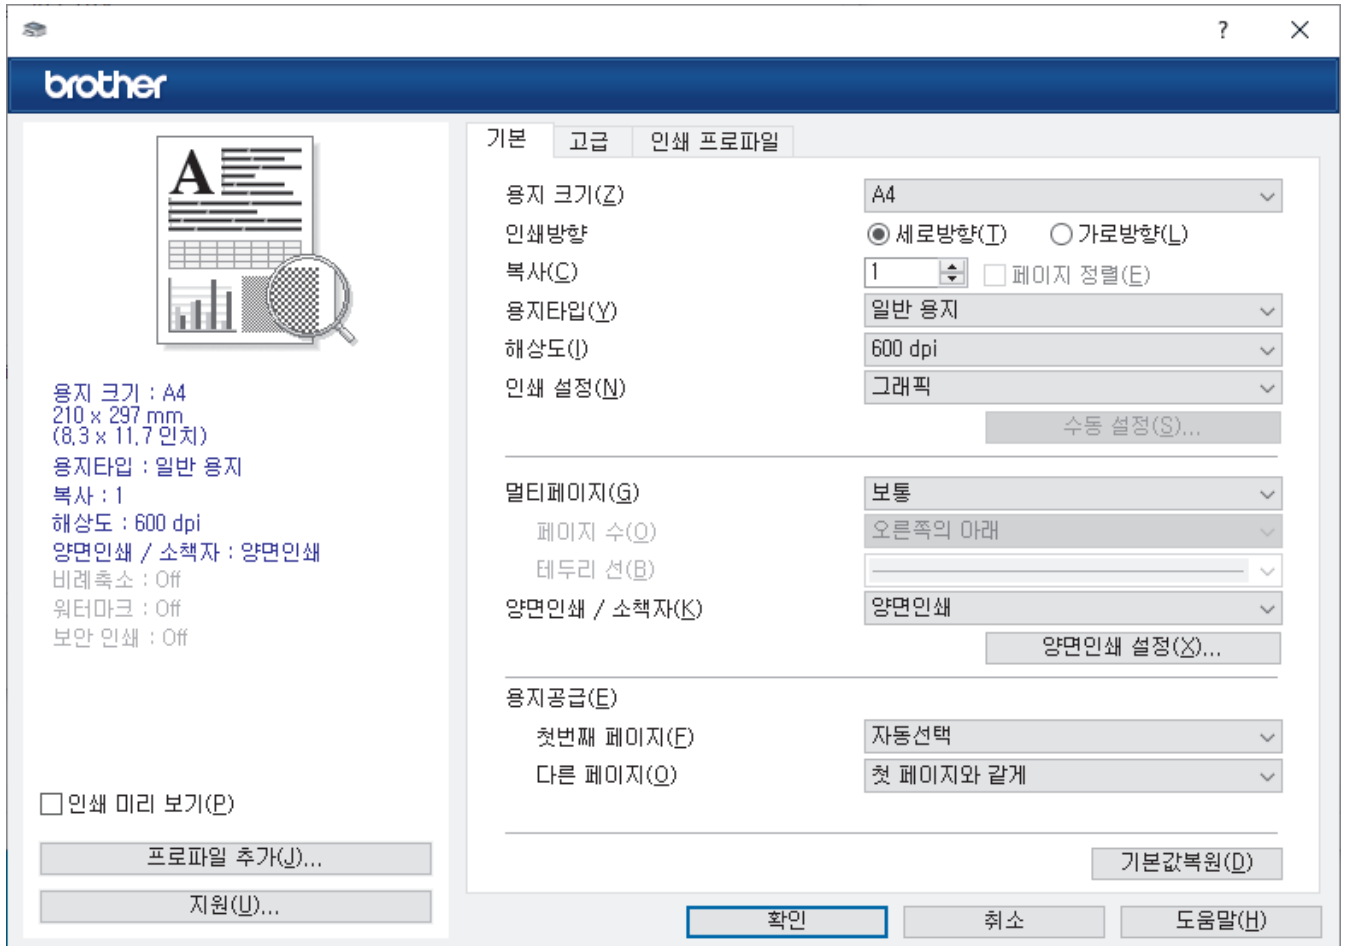 ?
brother
기본 고급 인쇄 프로파일
A
용지 크기 : A4
210 x 297 mm
(8,3 x 11,7 인치)
용지타입 : 일반 용지
복사 : 1
해상도 : 600 dpi
양면인쇄 / 소책자 : 양면인쇄
비례축소 : Off
워터마크 : Off
보안 인쇄 : Off
인쇄 미리 보기(P)
프로파일 추가(J)...
지원(U)...
용지 크기(Z) A4
인쇄방향 세로방향(T) 가로방향(L)
복사(C) 1 페이지 정렬(E)
용지타입(Y) 일반 용지
해상도(I) 600 dpi
인쇄 설정(N) 그래픽
수동 설정(S)...
멀티페이지(G) 보통
페이지 수(O) 오른쪽의 아래
테두리 선(B)
양면인쇄 / 소책자(K) 양면인쇄
양면인쇄 설정(X)...
용지공급(E)
첫번째 페이지(F) 자동선택
다른 페이지(O) 첫 페이지와 같게
기본값복원(D)
확인 취소 도움말(H)